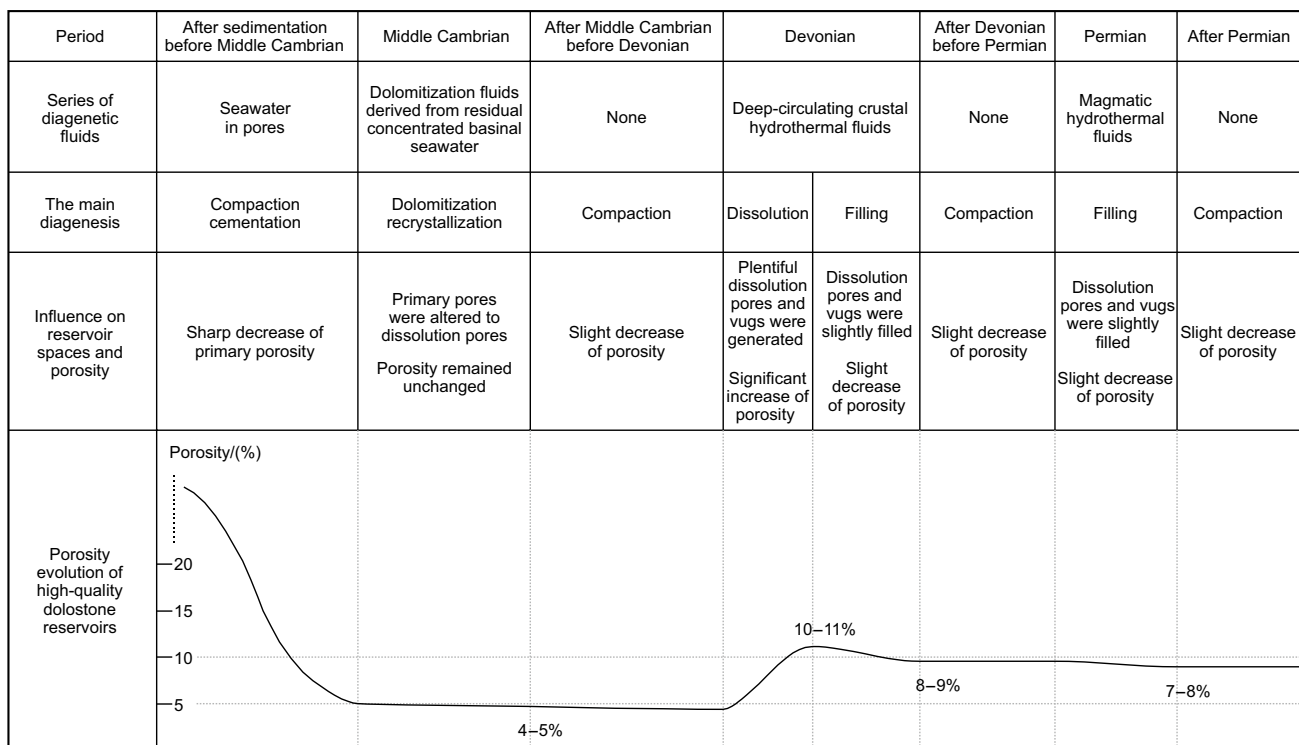 Period
After sedimentation
before Middle Cambrian
Middle Cambrian
After Middle Cambrian
before Devonian
Devonian
After Devonian
before Permian
Permian
After Permian
Series of
diagenetic
fluids
Seawater
in pores
Dolomitization fluids
derived from residual
concentrated basinal
seawater
None
Deep-circulating crustal
hydrothermal fluids
None
Magmatic
hydrothermal
fluids
None
The main
diagenesis
Compaction
cementation
Dolomitization
recrystallization
Compaction
Dissolution
Filling
Compaction
Filling
Compaction
Influence on
reservoir
spaces and
porosity
Sharp decrease of
primary porosity
Primary pores
were altered to
dissolution pores
Porosity remained
unchanged
Slight decrease
of porosity
Plentiful
dissolution
pores and
vugs were
generated
Significant
increase of
porosity
Dissolution
pores and
vugs were
slightly filled
Slight
decrease
of porosity
Slight decrease
of porosity
Dissolution
pores and vugs
were slightly
filled
Slight decrease
of porosity
Slight decrease
of porosity
Porosity
evolution of
high-quality
dolostone
reservoirs
Porosity/(%)
20
15
10
5
4–5%
10–11%
8–9%
7–8%